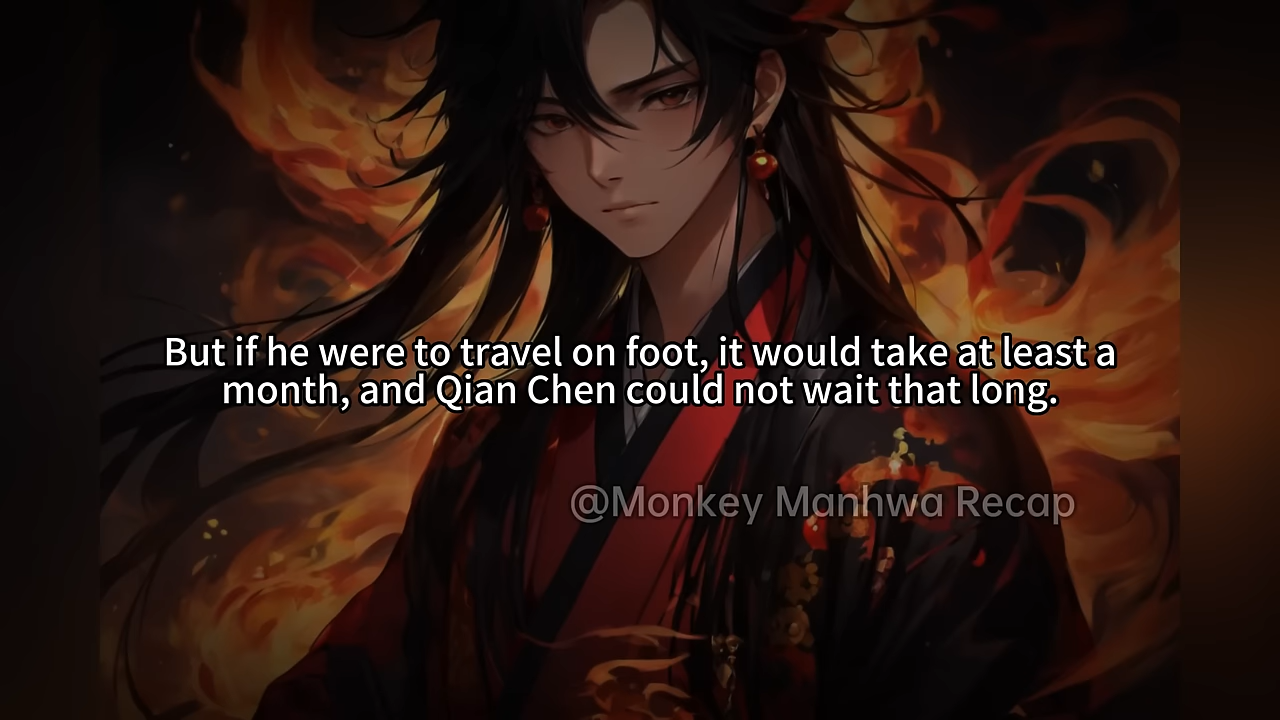 But if he were to travel on foot, it would take at least a
month, and Qian Chen could not wait that long.
@Monkey Manhwa Recap